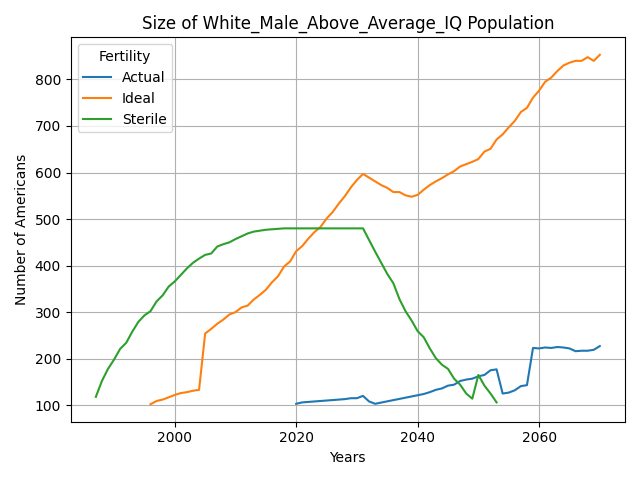 Size of White_Male_Above_Average_IQ Population
Fertility
Actual
Ideal
Sterile
Number of Americans
800
700
600
500
400
300
200
100
2000
2020
2040
2060
Years